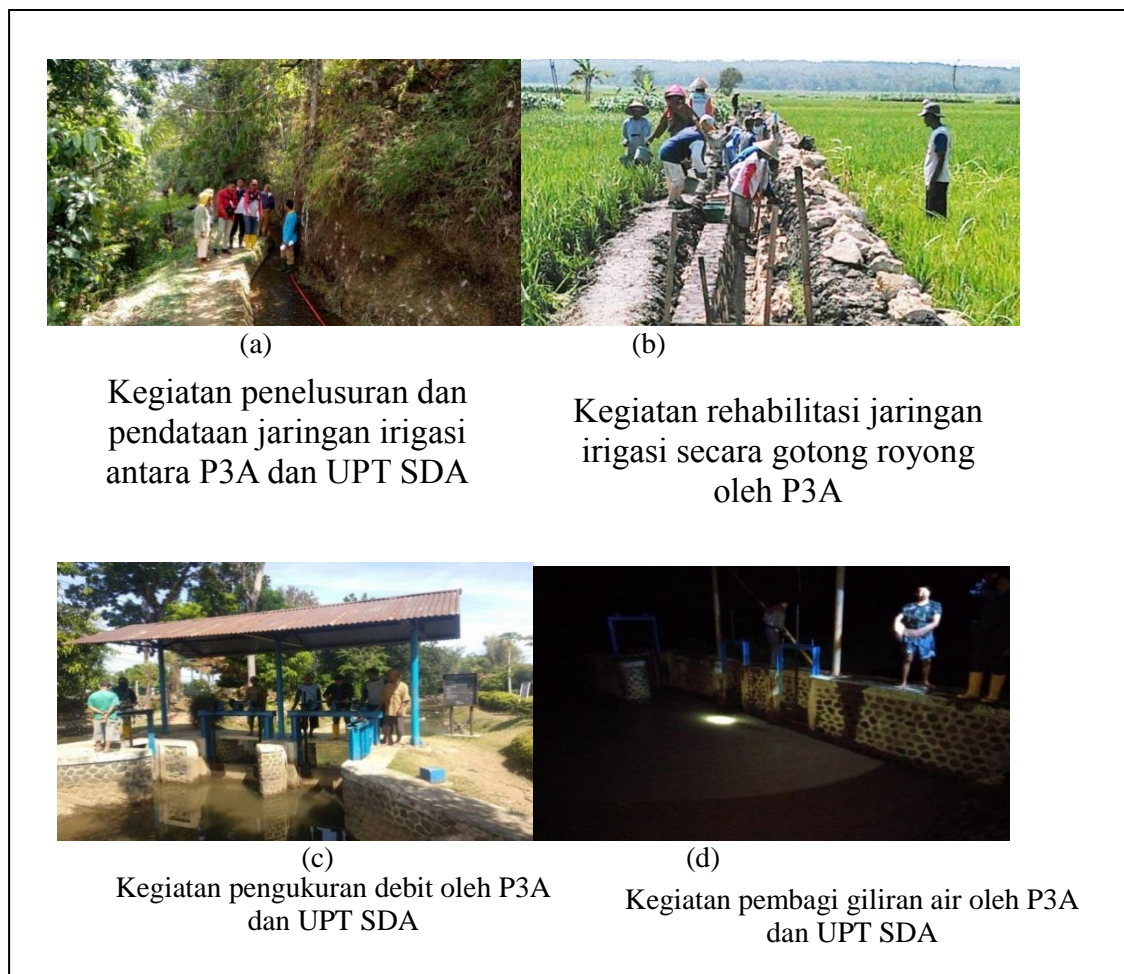 (a)
(b)
Kegiatan penelusuran dan
pendataan jaringan irigasi
antara P3A dan UPT SDA
Kegiatan rehabilitasi jaringan
irigasi secara gotong royong
oleh P3A
(c)
(d)
Kegiatan pengukuran debit oleh P3A
dan UPT SDA
Kegiatan pembagi giliran air oleh P3A
dan UPT SDA